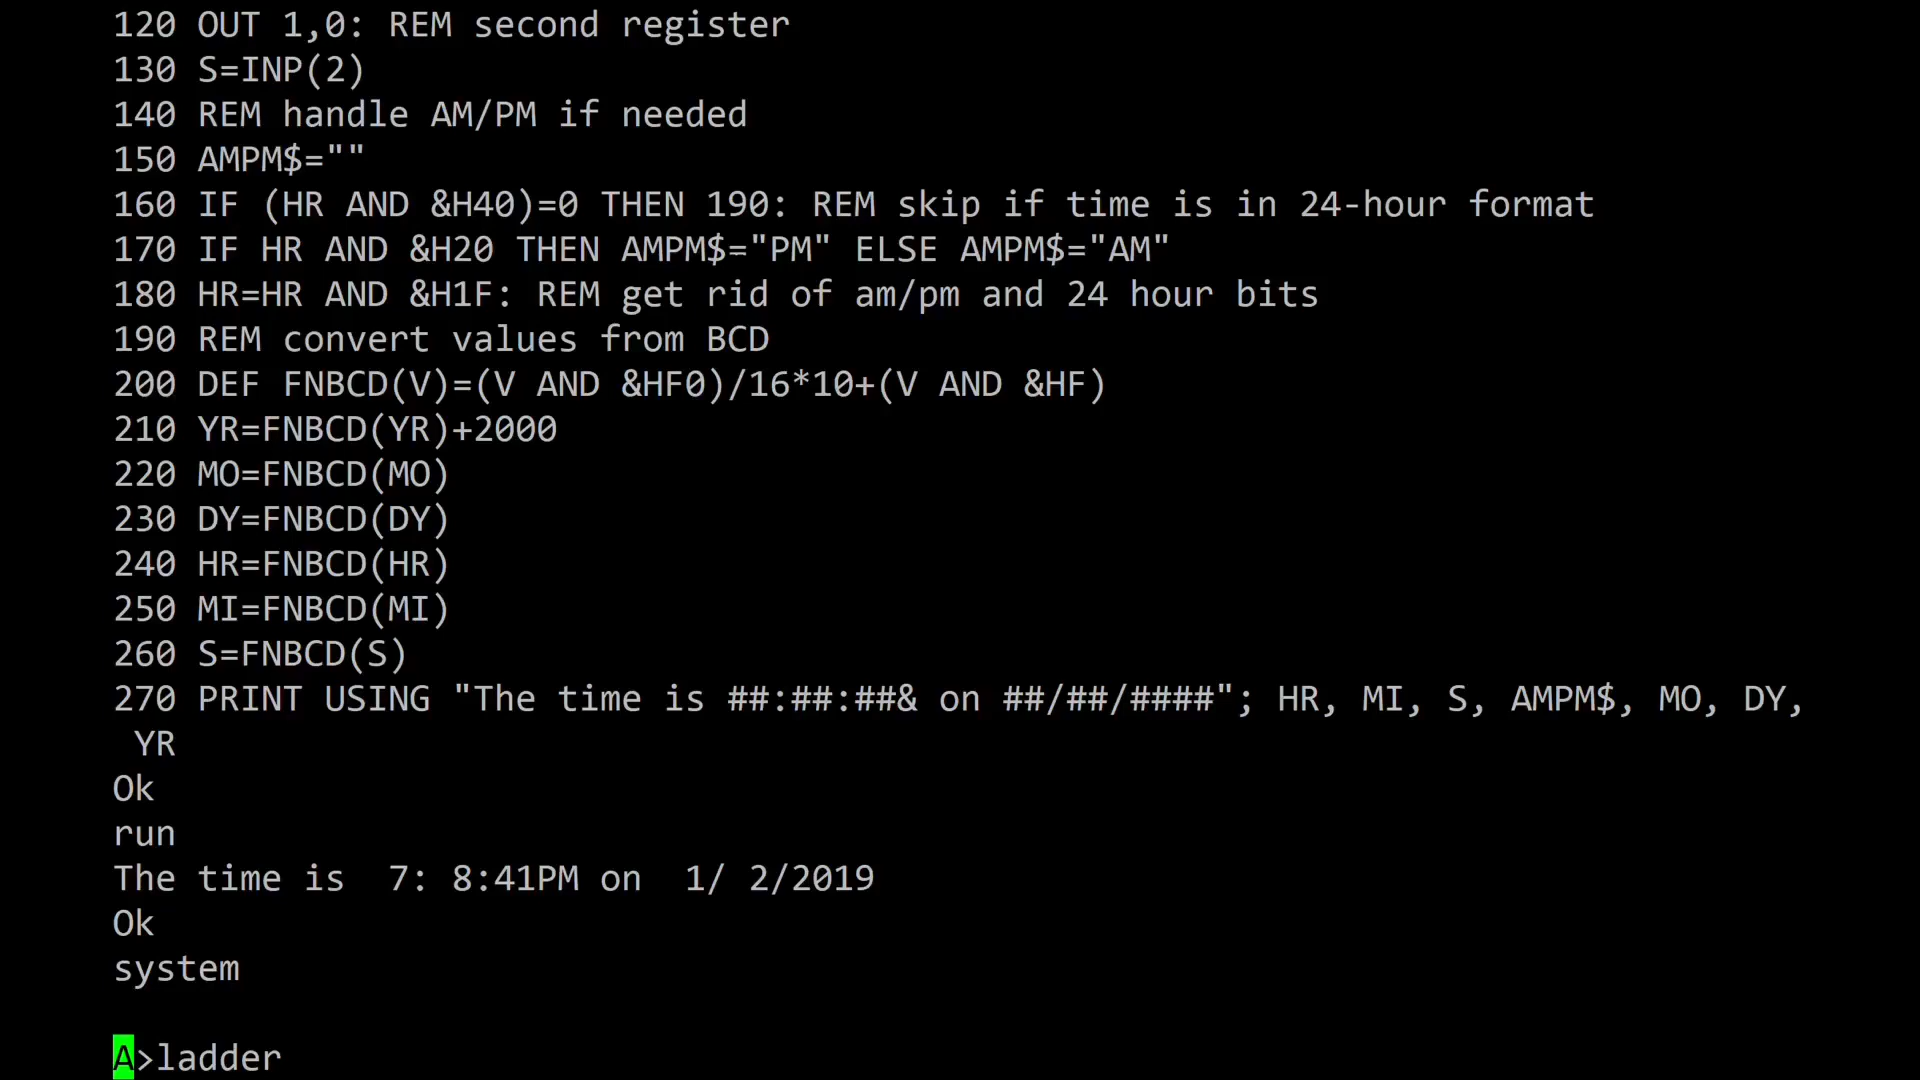 120 OUT 1,0: REM second register
130 S=INP(2)
140 REM handle AM/PM if needed
150 AMPM$=""
160 IF (HR AND &H40)=0 THEN 190: REM skip if time is in 24-hour format
170 IF HR AND &H20 THEN AMPM$="PM" ELSE AMPM$="AM"
180 HR=HR AND &H1F: REM get rid of am/pm and 24 hour bits
190 REM convert values from BCD
200 DEF FNBCD(V)=(V AND &HF0)/16*10+(V AND &HF)
210 YR=FNBCD(YR)+2000
220 MO=FNBCD(MO)
230 DY=FNBCD(DY)
240 HR=FNBCD(HR)
250 MI=FNBCD(MI)
260 S=FNBCD(S)
270 PRINT USING "The time is ##:##:##& on ##/##/####"; HR, MI, S, AMPM$, MO, DY,
 YR
Ok
run
The time is  7: 8:41PM on  1/ 2/2019
Ok
system
A>ladder